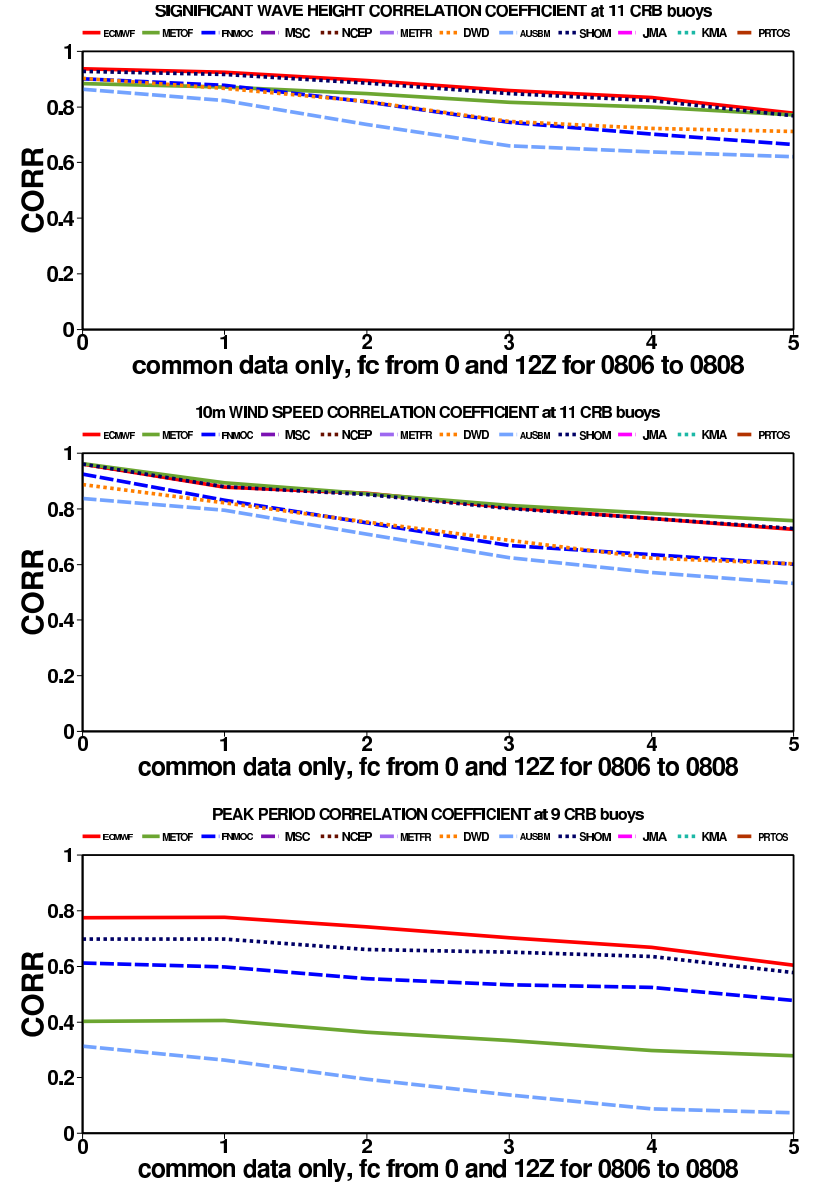 SIGNIFICANT WAVE HEIGHT CORRELATION COEFFICIENT at 11 CRB buoys
ECMWF METOF FNMOC MSC NCEP METFR DWD AUSBM SHOM JMA KMA PRTOS
1
0.8
0.6
0.4
0.2
0
CORR
0 1 2 3 4 5
common data only, fc from 0 and 12Z for 0806 to 0808
10m WIND SPEED CORRELATION COEFFICIENT at 11 CRB buoys
ECMWF METOF FNMOC MSC NCEP METFR DWD AUSBM SHOM JMA KMA PRTOS
1
0.8
0.6
0.4
0.2
0
CORR
0 1 2 3 4 5
common data only, fc from 0 and 12Z for 0806 to 0808
PEAK PERIOD CORRELATION COEFFICIENT at 9 CRB buoys
ECMWF METOF FNMOC MSC NCEP METFR DWD AUSBM SHOM JMA KMA PRTOS
1
0.8
0.6
0.4
0.2
0
CORR
0 1 2 3 4 5
common data only, fc from 0 and 12Z for 0806 to 0808